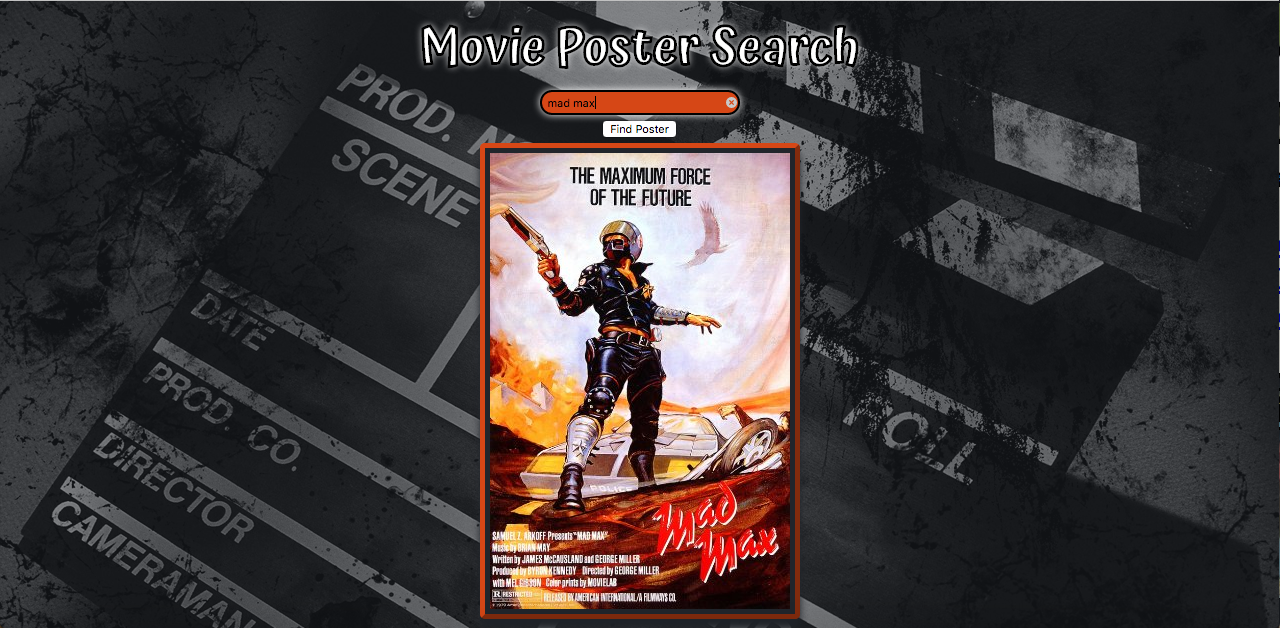 Movie Poster Search
mad max
Find Poster
PROD. NO.
SCENE
DATE
PROD. CO.
DIRECTOR
CAMERAMAN
ROLL
THE MAXIMUM FORCE
OF THE FUTURE
POLICE
Mad
Max
SAMUEL Z. ARKOFF Presents "MAD MAX"
Music by BRIAN MAY
Written by JAMES McCAUSLAND and GEORGE MILLER
Produced by BYRON KENNEDY Directed by GEORGE MILLER
with MEL GIBSON Color prints by MOVIELAB
R RESTRICTED
RELEASED BY AMERICAN INTERNATIONAL/A FILMWAYS CO.